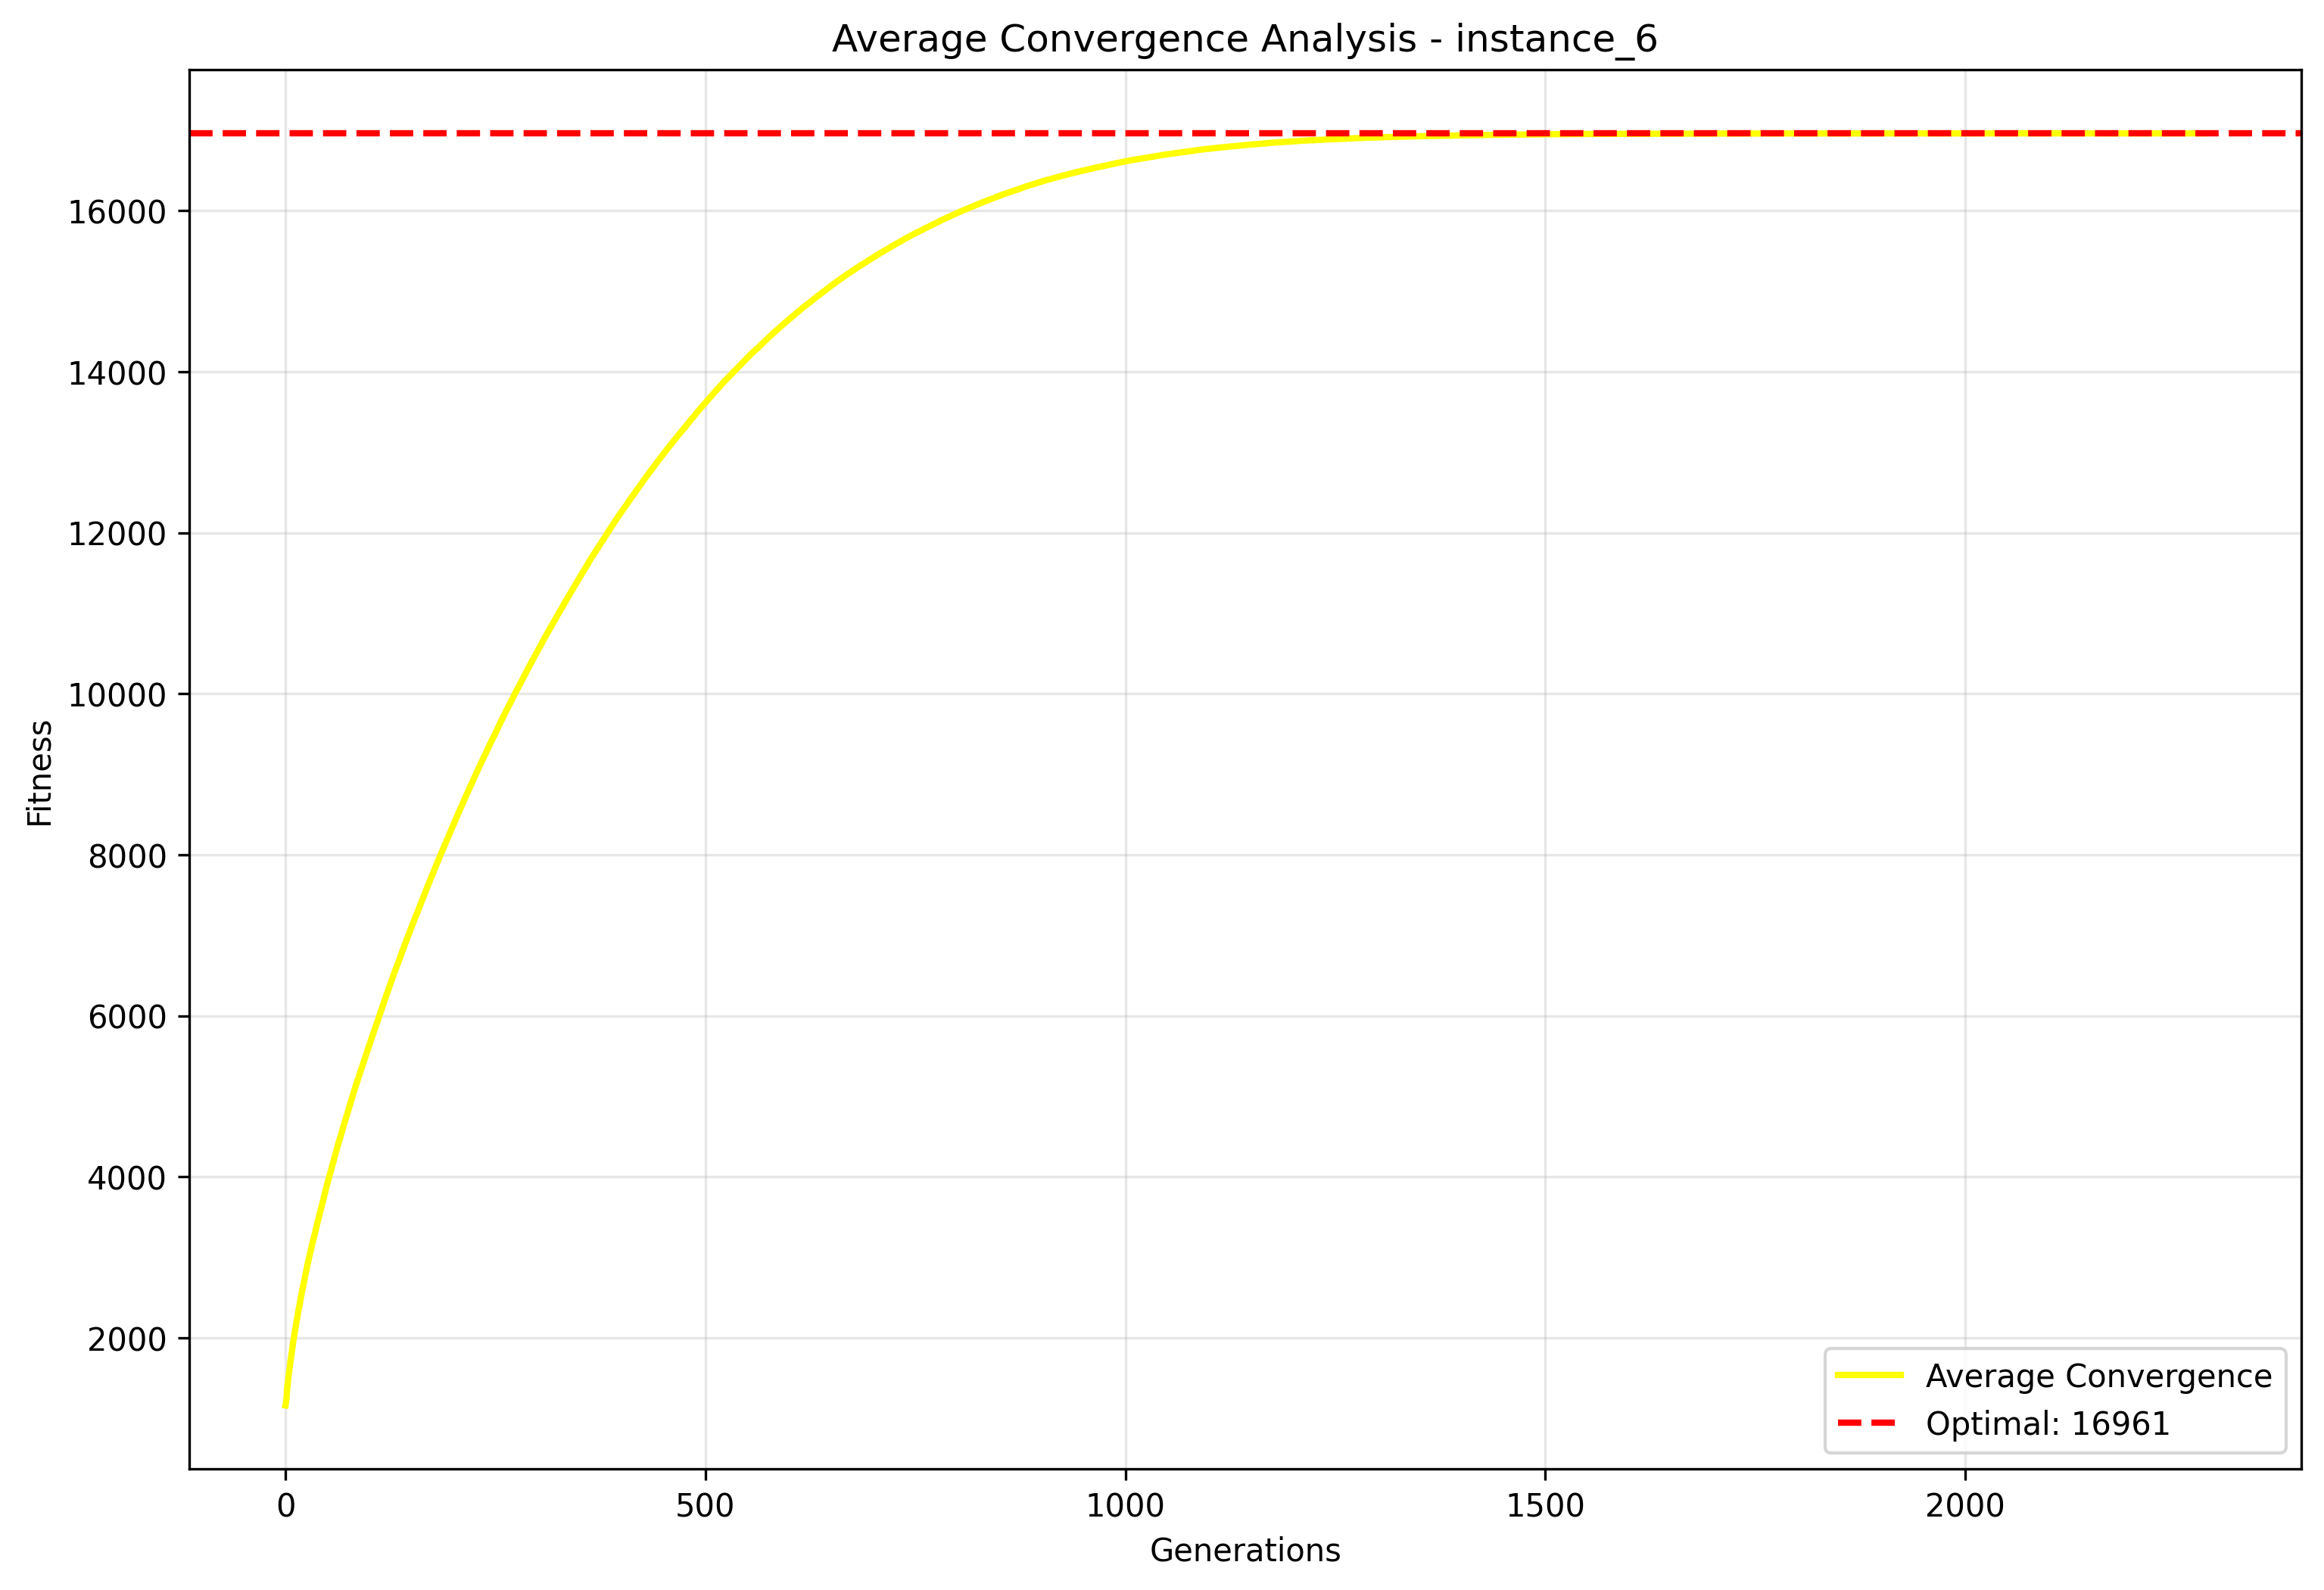 Average Convergence Analysis - instance_6
Fitness
16000
14000
12000
10000
8000
6000
4000
2000
0
500
1000
1500
2000
Generations
Average Convergence
Optimal: 16961